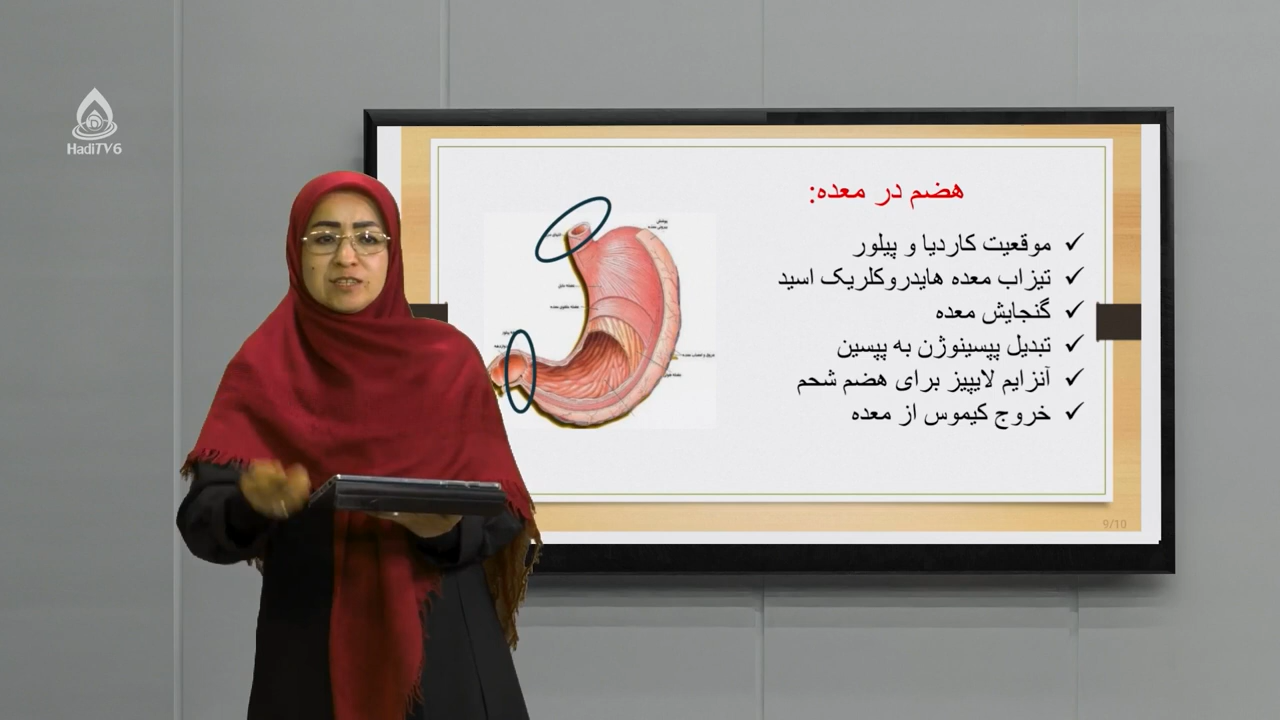 HadiTV6
هضم در معده:
موقعیت کاردیا و پیلور
تیزاب معده هایدروکلریک اسید
گنجایش معده
تبدیل پپسینوژن به پپسین
آنزایم لایپیز برای هضم شحم
خروج کیموس از معده
9/10